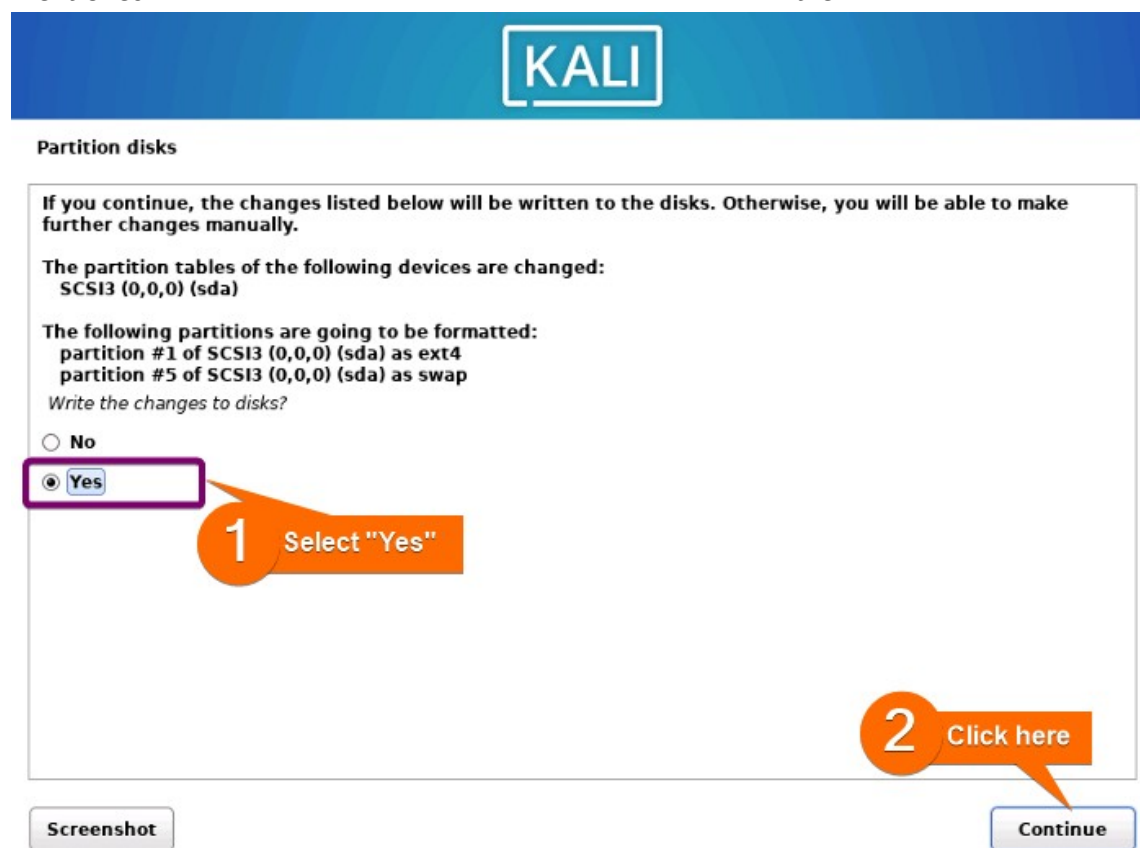 KALI
Partition disks
If you continue, the changes listed below will be written to the disks. Otherwise, you will be able to make
further changes manually.
The partition tables of the following devices are changed:
SCSI3 (0,0,0) (sda)
The following partitions are going to be formatted:
partition #1 of SCSI3 (0,0,0) (sda) as ext4
partition #5 of SCSI3 (0,0,0) (sda) as swap
Write the changes to disks?
No
Yes
1 Select "Yes"
2 Click here
Screenshot
Continue